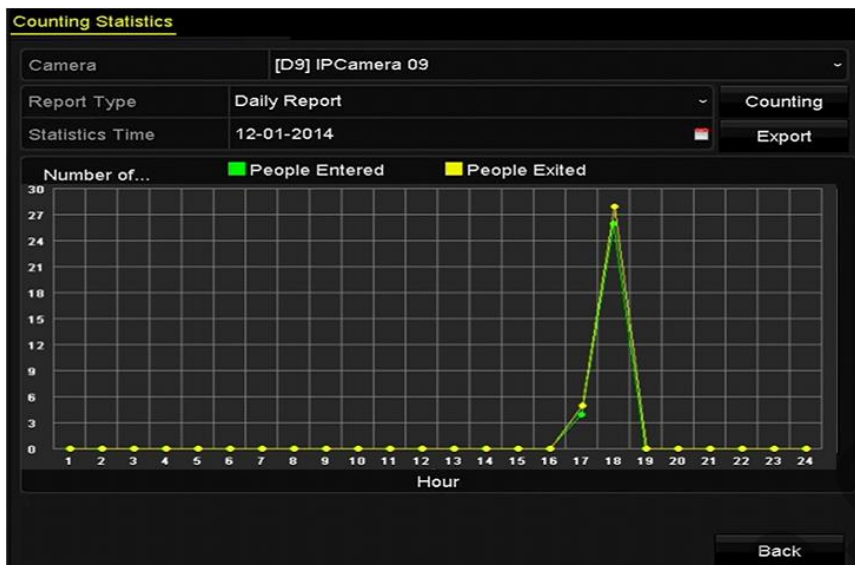 Counting Statistics
Camera [D9] IPCamera 09
Report Type Daily Report Counting
Statistics Time 12-01-2014 Export
Number of... People Entered People Exited
30
27
24
21
18
15
12
9
6
3
0
1 2 3 4 5 6 7 8 9 10 11 12 13 14 15 16 17 18 19 20 21 22 23 24
Hour
Back